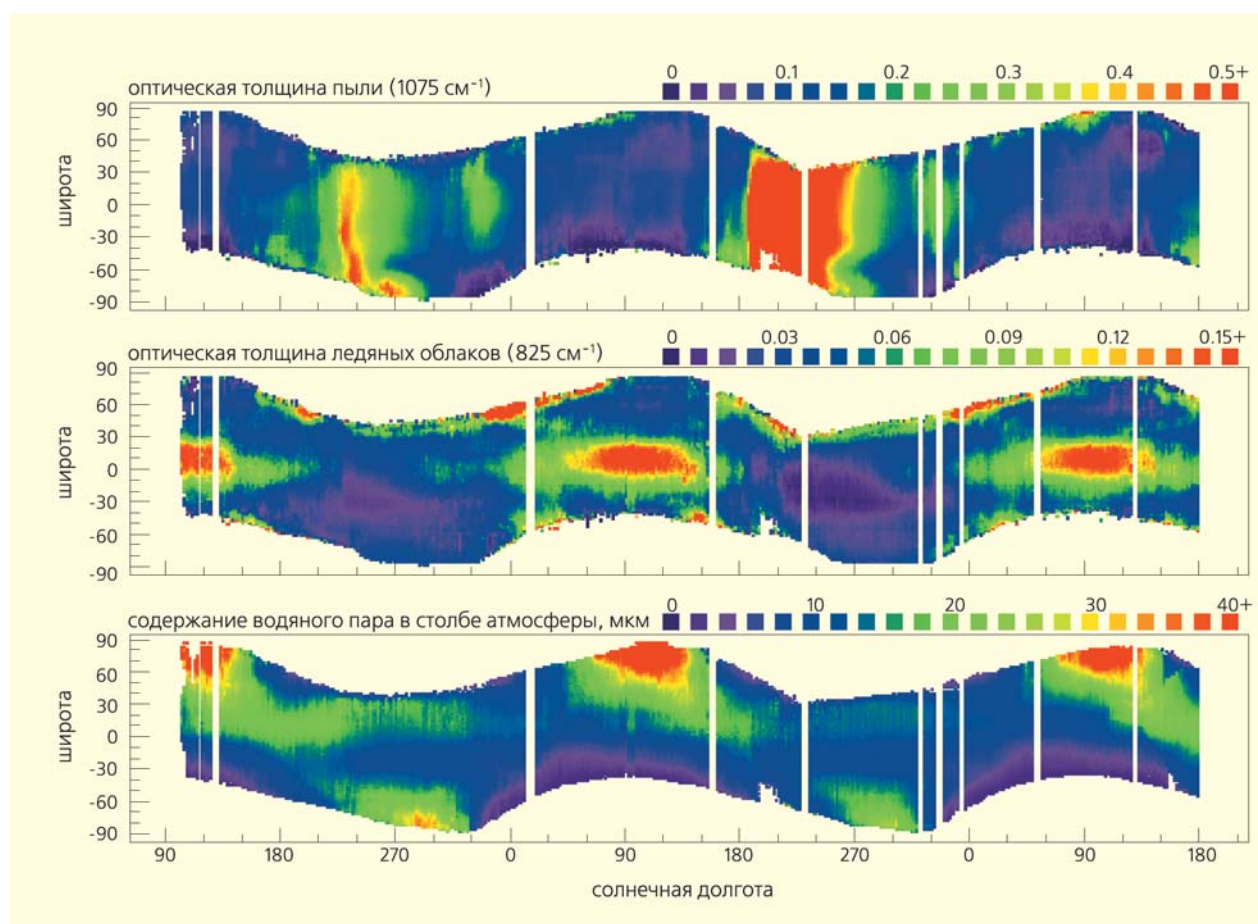 оптическая толщина пыли (1075 см⁻¹)
0 0.1 0.2 0.3 0.4 0.5+
90
60
30
0
-30
-60
-90
широта
оптическая толщина ледяных облаков (825 см⁻¹)
0 0.03 0.06 0.09 0.12 0.15+
90
60
30
0
-30
-60
-90
широта
содержание водяного пара в столбе атмосферы, мкм
0 10 20 30 40+
90
60
30
0
-30
-60
-90
широта
90 180 270 0 90 180 270 0 90 180
солнечная долгота